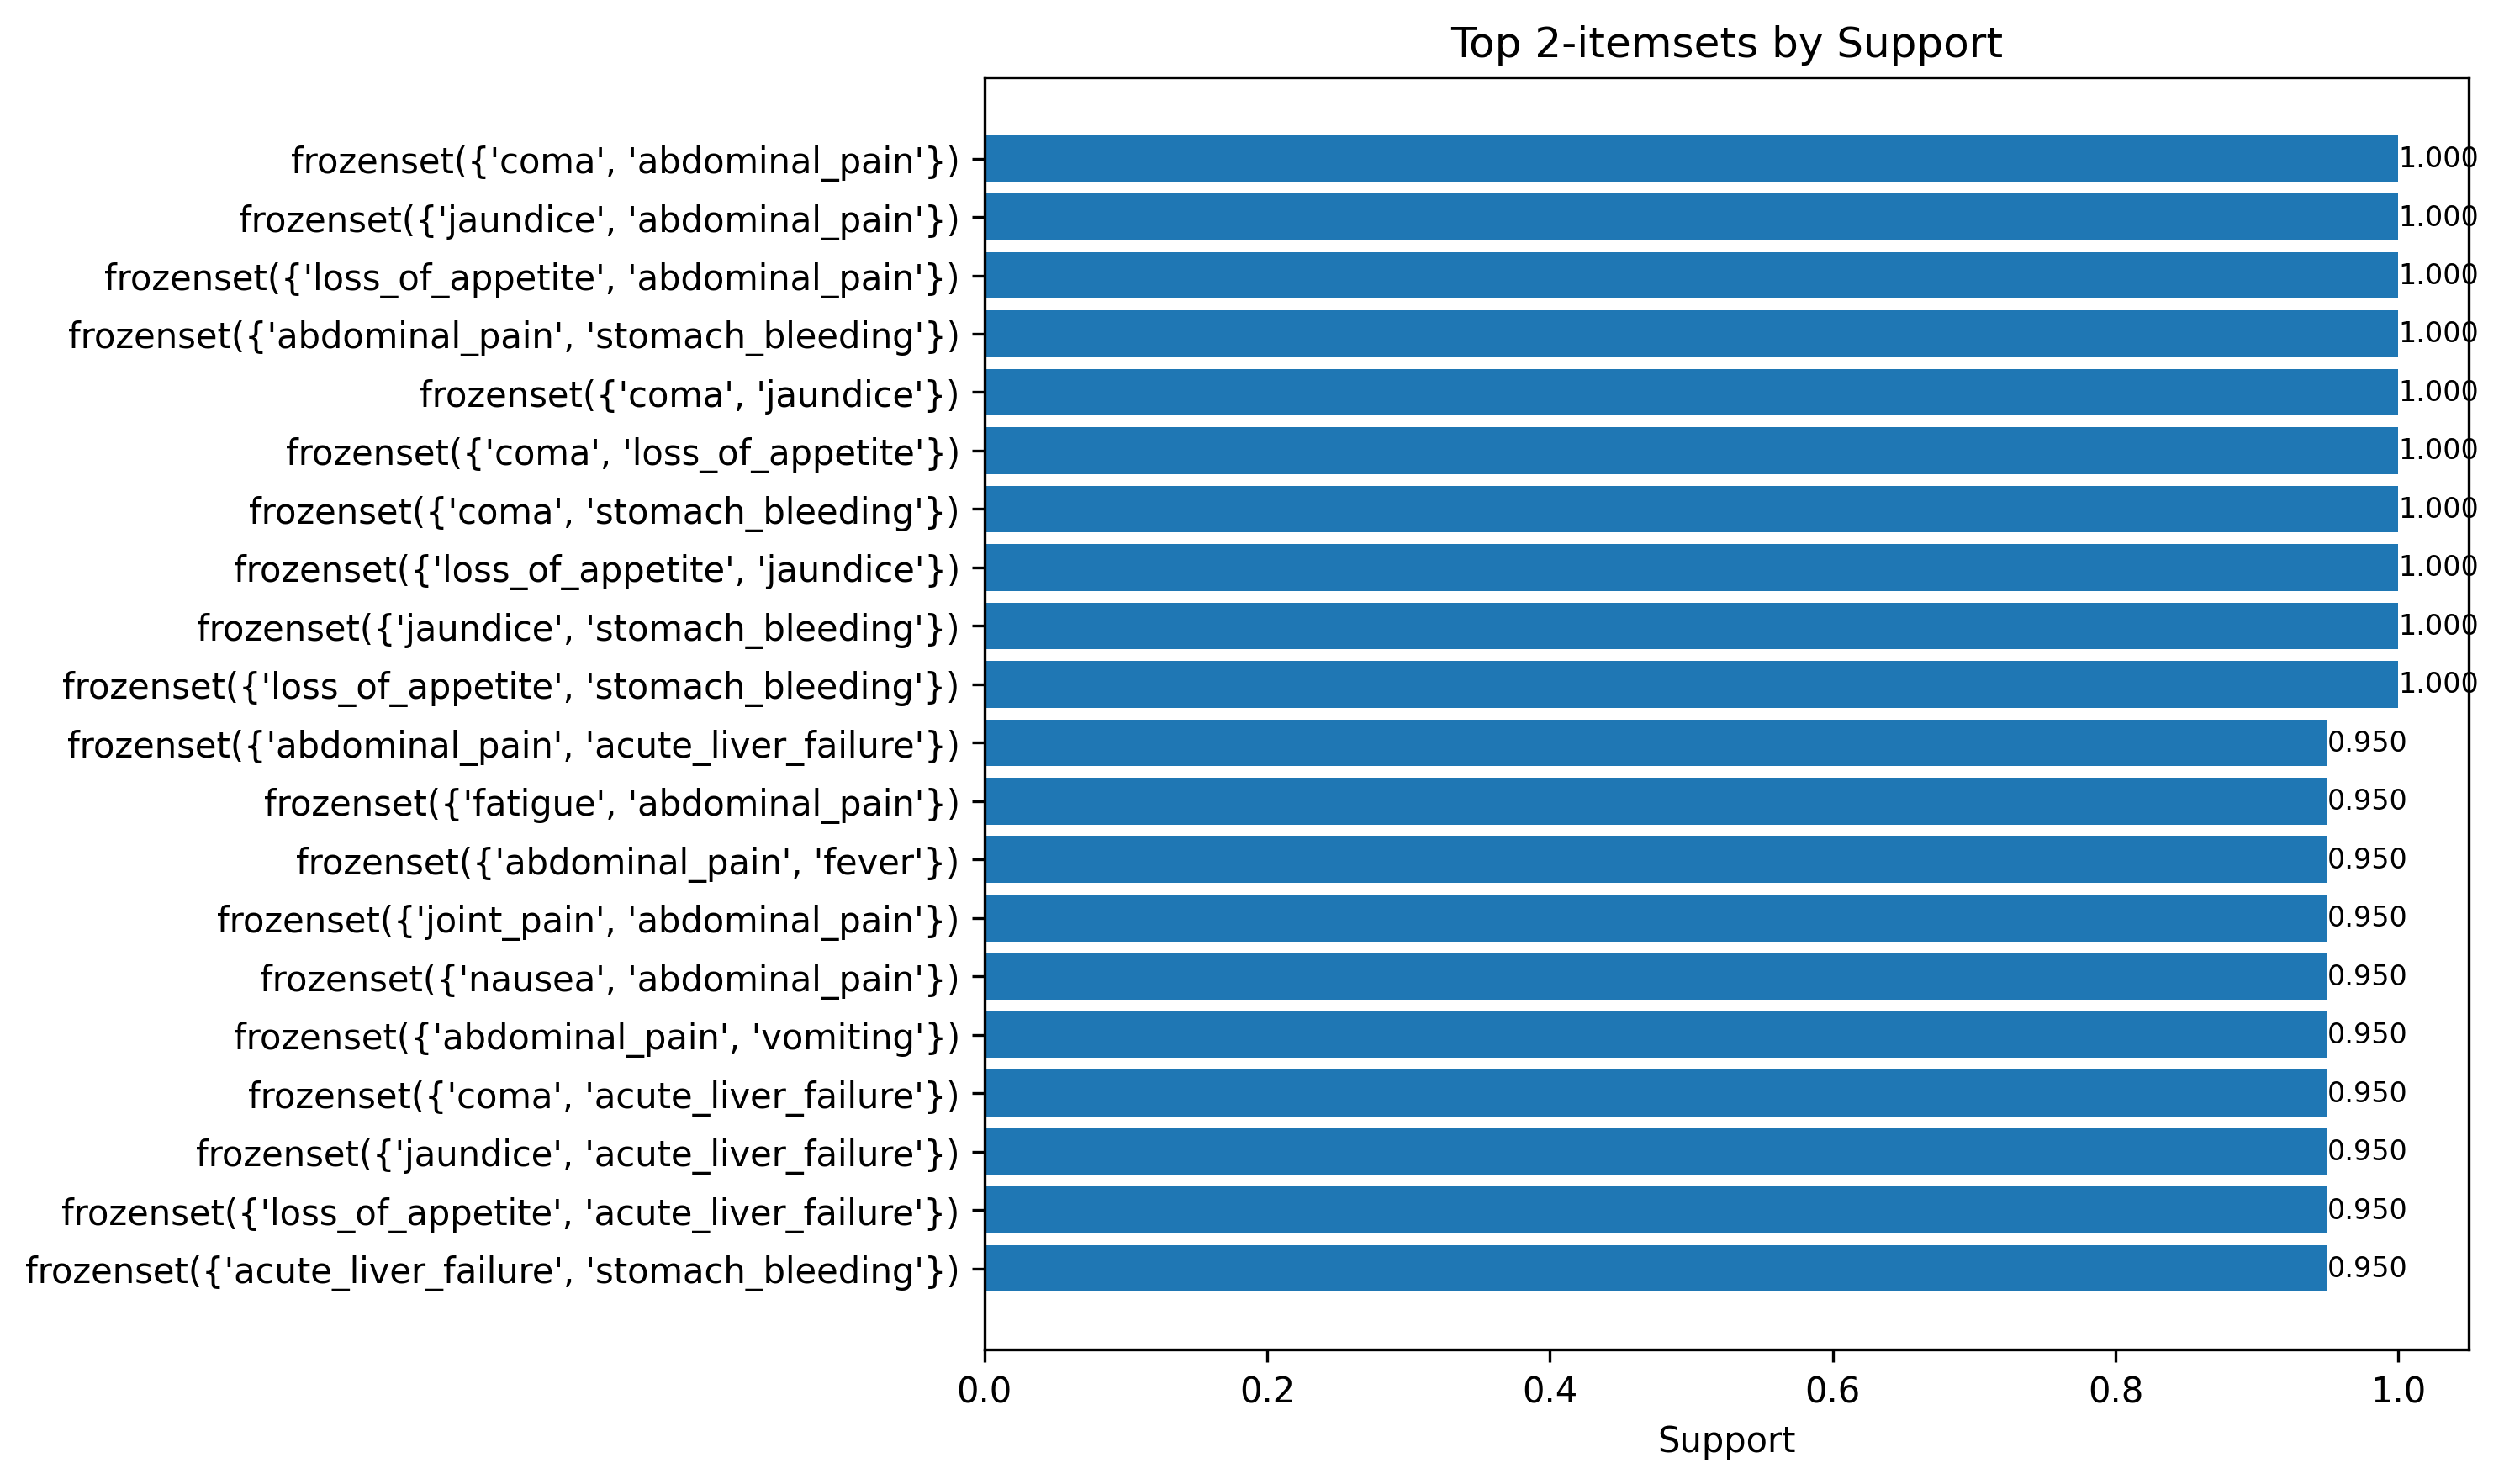 Top 2-itemsets by Support
frozenset({'coma', 'abdominal_pain'}) 1.000
frozenset({'jaundice', 'abdominal_pain'}) 1.000
frozenset({'loss_of_appetite', 'abdominal_pain'}) 1.000
frozenset({'abdominal_pain', 'stomach_bleeding'}) 1.000
frozenset({'coma', 'jaundice'}) 1.000
frozenset({'coma', 'loss_of_appetite'}) 1.000
frozenset({'coma', 'stomach_bleeding'}) 1.000
frozenset({'loss_of_appetite', 'jaundice'}) 1.000
frozenset({'jaundice', 'stomach_bleeding'}) 1.000
frozenset({'loss_of_appetite', 'stomach_bleeding'}) 1.000
frozenset({'abdominal_pain', 'acute_liver_failure'}) 0.950
frozenset({'fatigue', 'abdominal_pain'}) 0.950
frozenset({'abdominal_pain', 'fever'}) 0.950
frozenset({'joint_pain', 'abdominal_pain'}) 0.950
frozenset({'nausea', 'abdominal_pain'}) 0.950
frozenset({'abdominal_pain', 'vomiting'}) 0.950
frozenset({'coma', 'acute_liver_failure'}) 0.950
frozenset({'jaundice', 'acute_liver_failure'}) 0.950
frozenset({'loss_of_appetite', 'acute_liver_failure'}) 0.950
frozenset({'acute_liver_failure', 'stomach_bleeding'}) 0.950
0.0 0.2 0.4 0.6 0.8 1.0
Support